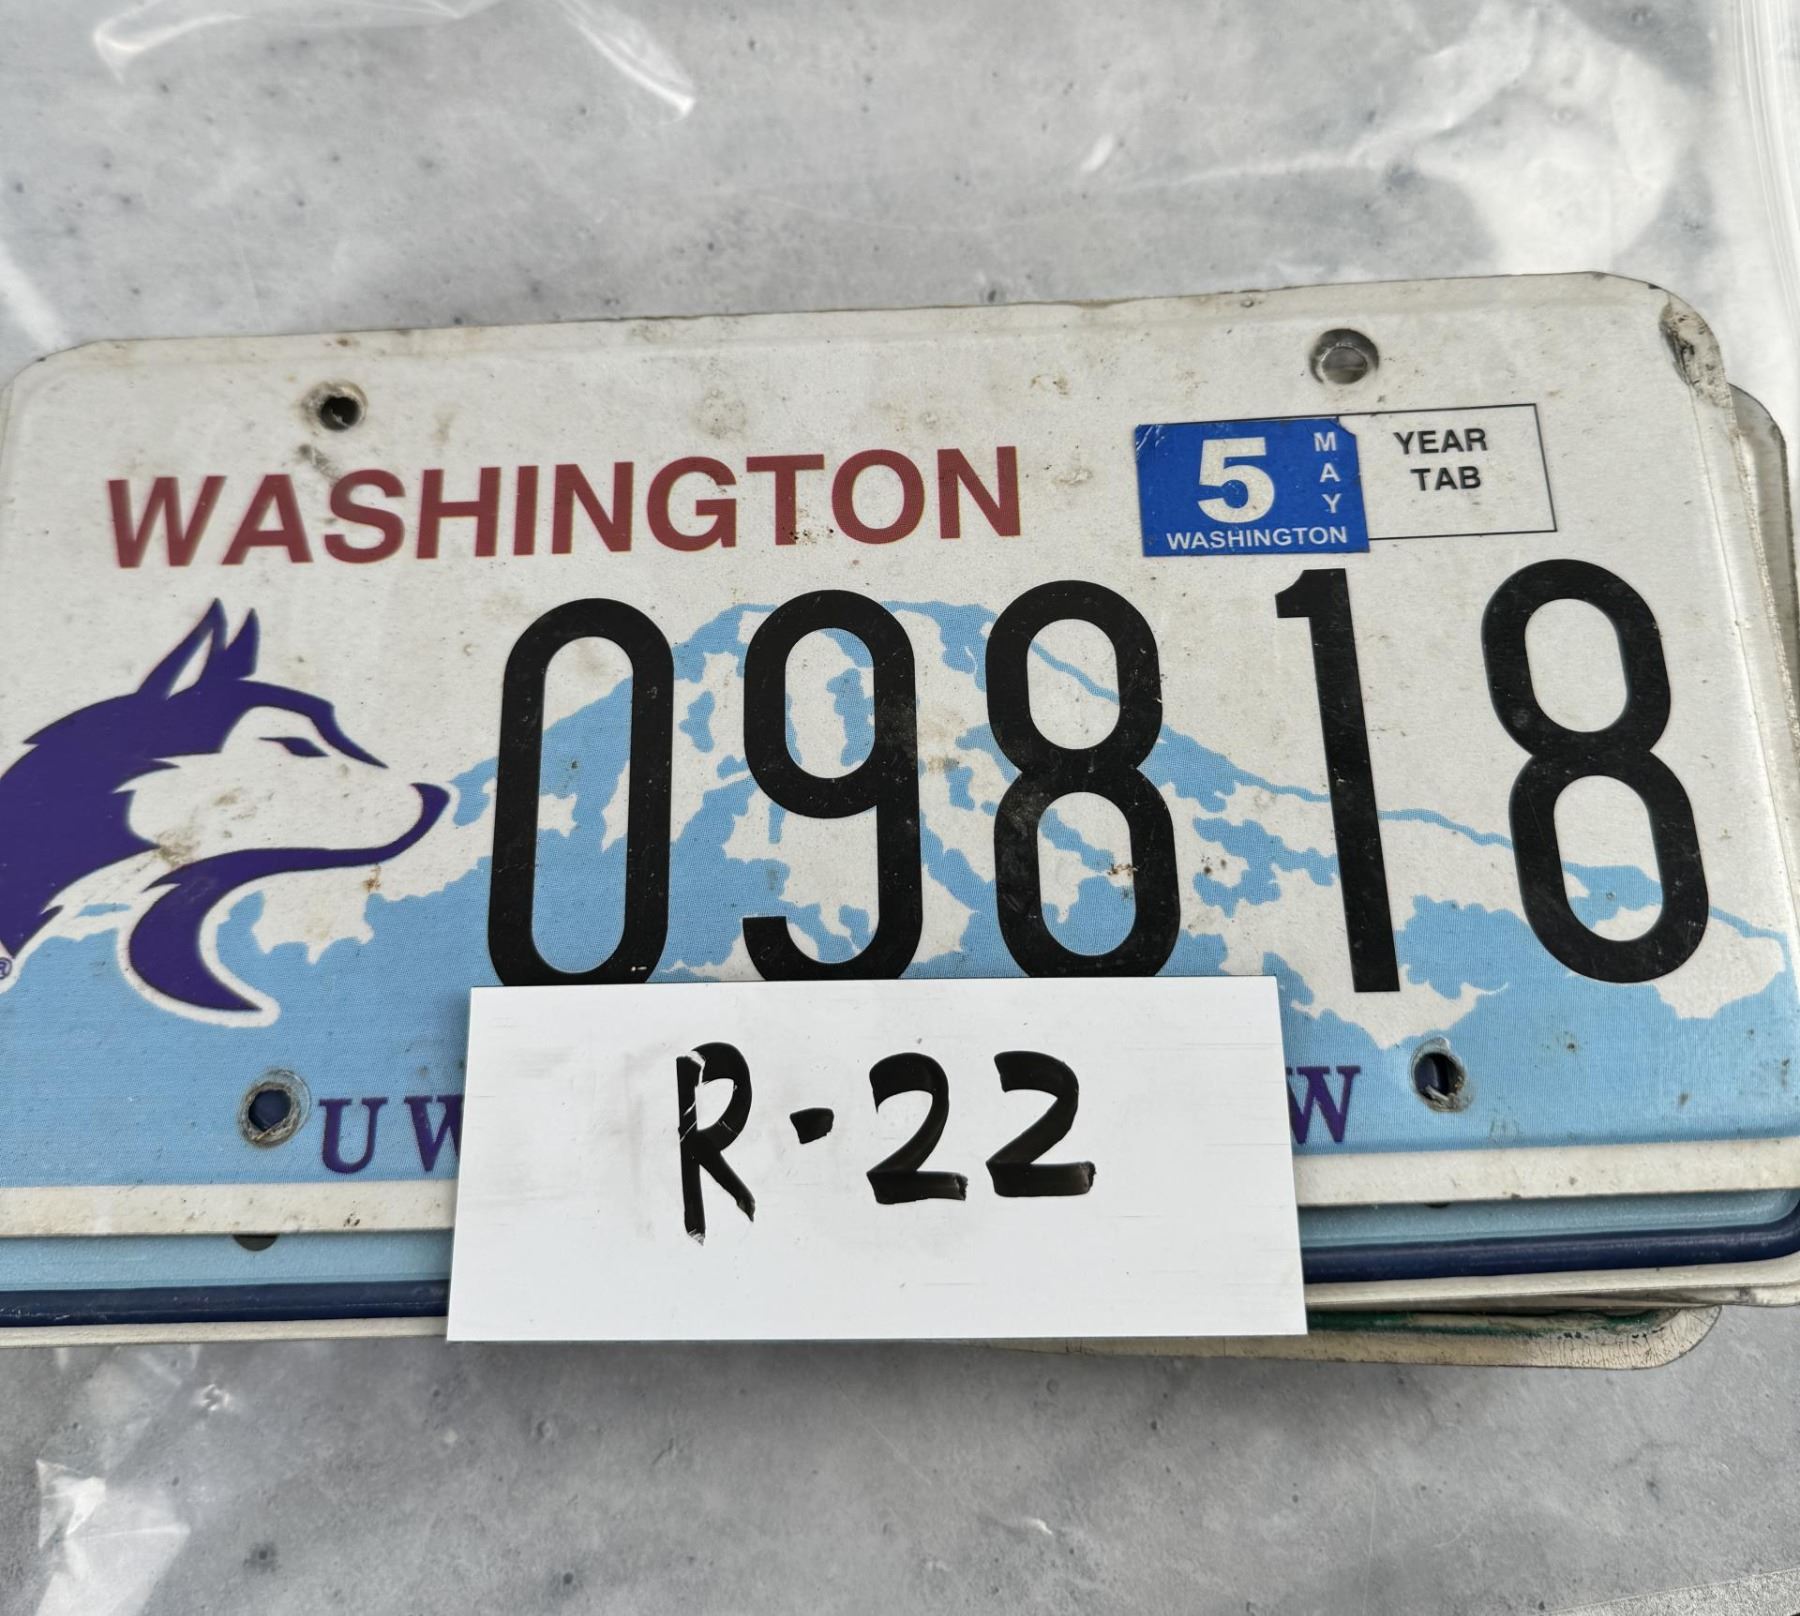 WASHINGTON
5 MAY
WASHINGTON
YEAR
TAB
09818
®
UW
W
R-22